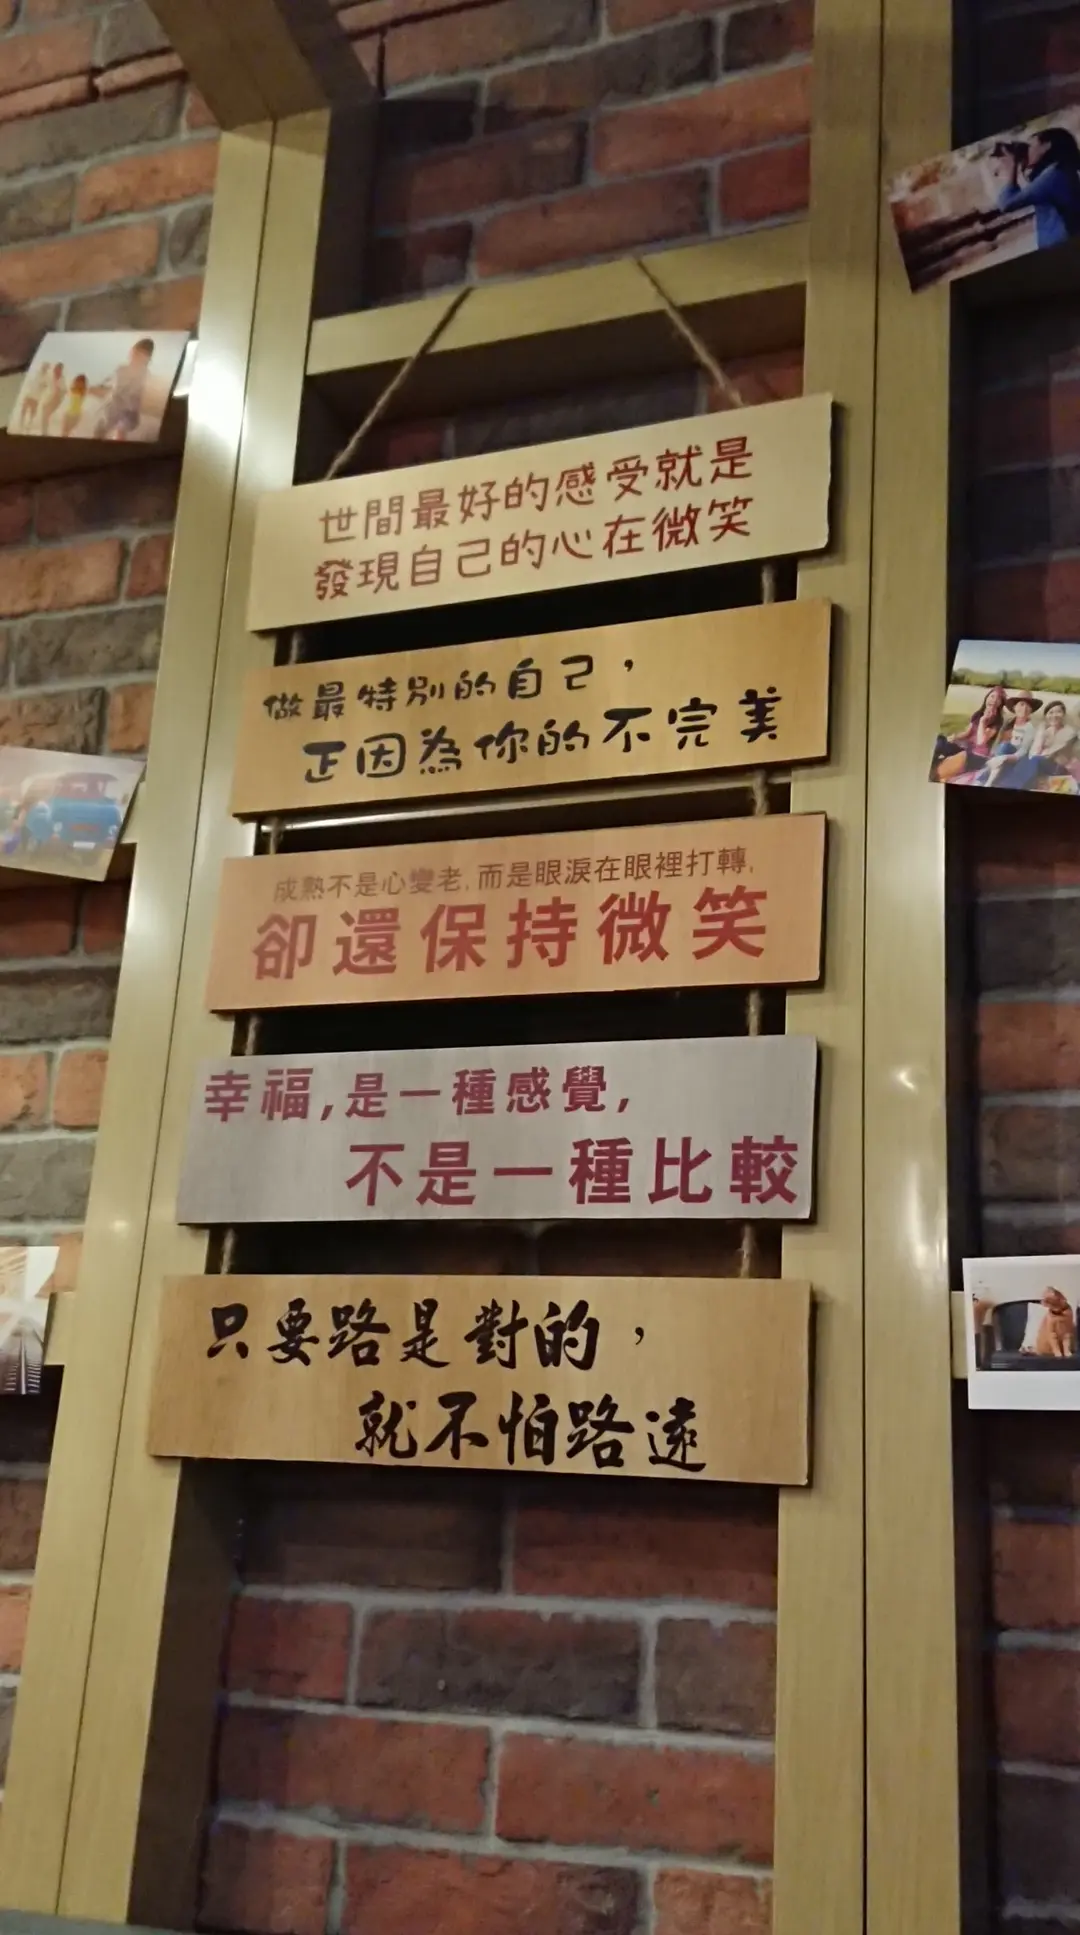 世間最好的感受就是
發現自己的心在微笑
做最特別的自己，
正因為你的不完美
成熟不是心變老,而是眼淚在眼裡打轉,
卻還保持微笑
幸福,是一種感覺,
不是一種比較
只要路是對的，
就不怕路遠